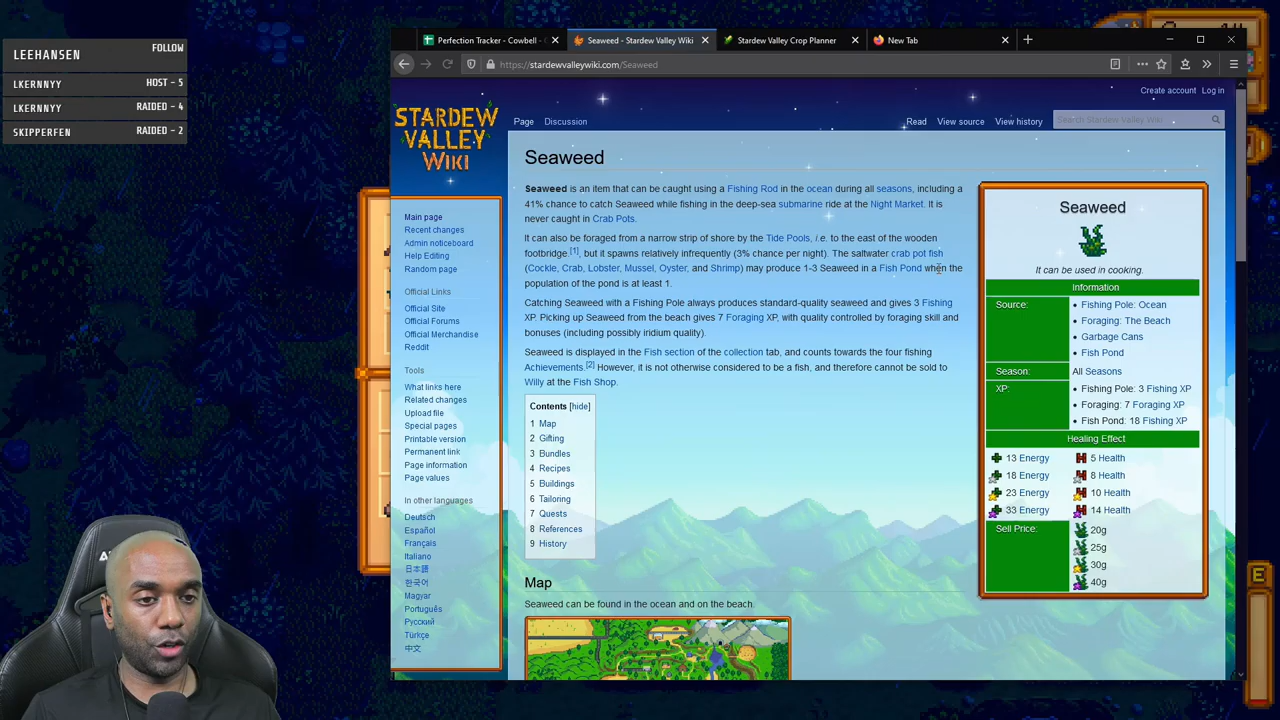 LEEHANSEN FOLLOW
LKERNYY HOST - 5
LKERNYY RAIDED - 4
SKIPPERFEN RAIDED - 2
Perfection Tracker - Cowbell -
Seaweed - Stardew Valley Wiki
Stardew Valley Crop Planner
New Tab
https://stardewvalleywiki.com/Seaweed
Create account Log in
STARDEW
VALLEY
WIKI
Page Discussion
Read View source View history
Search Stardew Valley Wiki
Main page
Recent changes
Admin noticeboard
Help Editing
Random page
Official Links
Official Site
Official Forums
Official Merchandise
Reddit
Tools
What links here
Related changes
Upload file
Special pages
Printable version
Permanent link
Page information
Page values
In other languages
Deutsch
Español
Français
Italiano
日本語
한국어
Magyar
Português
Русский
Türkçe
中文
Seaweed
Seaweed is an item that can be caught using a Fishing Rod in the ocean during all seasons, including a
41% chance to catch Seaweed while fishing in the deep-sea submarine ride at the Night Market. It is
never caught in Crab Pots.
It can also be foraged from a narrow strip of shore by the Tide Pools, i.e. to the east of the wooden
footbridge.[1], but it spawns relatively infrequently (3% chance per night). The saltwater crab pot fish
(Cockle, Crab, Lobster, Mussel, Oyster, and Shrimp) may produce 1-3 Seaweed in a Fish Pond when the
population of the pond is at least 1.
Catching Seaweed with a Fishing Pole always produces standard-quality seaweed and gives 3 Fishing
XP. Picking up Seaweed from the beach gives 7 Foraging XP, with quality controlled by foraging skill and
bonuses (including possibly iridium quality).
Seaweed is displayed in the Fish section of the collection tab, and counts towards the four fishing
Achievements.[2] However, it is not otherwise considered to be a fish, and therefore cannot be sold to
Willy at the Fish Shop.
Contents [hide]
1 Map
2 Gifting
3 Bundles
4 Recipes
5 Buildings
6 Tailoring
7 Quests
8 References
9 History
Map
Seaweed can be found in the ocean and on the beach.
Seaweed
It can be used in cooking.
Information
Source:
• Fishing Pole: Ocean
• Foraging: The Beach
• Garbage Cans
• Fish Pond
Season: All Seasons
XP:
• Fishing Pole: 3 Fishing XP
• Foraging: 7 Foraging XP
• Fish Pond: 18 Fishing XP
Healing Effect
13 Energy 5 Health
18 Energy 8 Health
23 Energy 10 Health
33 Energy 14 Health
Sell Price:
20g
25g
30g
40g
E